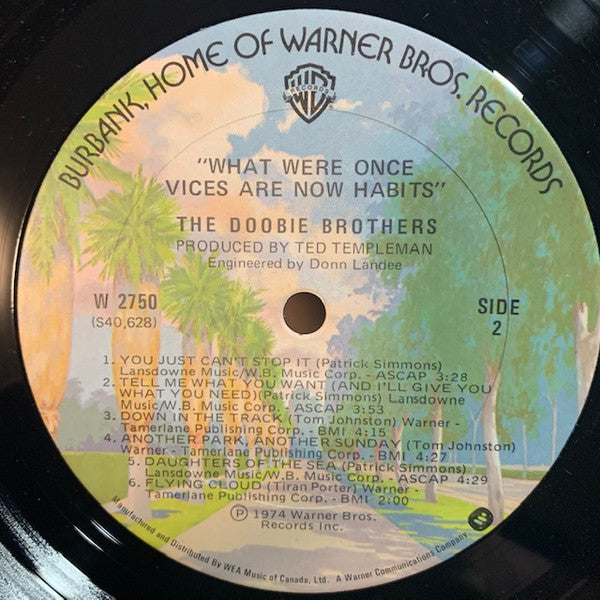 BURBANK, HOME OF WARNER BROS. RECORDS
W
RECORDS
"WHAT WERE ONCE
VICES ARE NOW HABITS"
THE DOOBIE BROTHERS
PRODUCED BY TED TEMPLEMAN
Engineered by Donn Landee
W 2750
(S40,628)
SIDE
2
1. YOU JUST CAN'T STOP IT (Patrick Simmons)
Lansdowne Music/W.B. Music Corp. - ASCAP 3:28
2. TELL ME WHAT YOU WANT (AND I'LL GIVE YOU
WHAT YOU NEED)(Patrick Simmons) Lansdowne
Music/W.B. Music Corp. - ASCAP 3:53
3. DOWN IN THE TRACK (Tom Johnston) Warner -
Tamerlane Publishing Corp. - BMI 4:15
4. ANOTHER PARK, ANOTHER SUNDAY (Tom Johnston)
Warner - Tamerlane Publishing Corp. - BMI 4:27
5. DAUGHTERS OF THE SEA (Patrick Simmons)
Lansdowne Music/W.B. Music Corp. - ASCAP 4:29
6. FLYING CLOUD (Tiran Porter) Warner -
Tamerlane Publishing Corp. - BMI 2:00
℗ 1974 Warner Bros.
Records Inc.
Manufactured and Distributed By WEA Music of Canada, Ltd. A Warner Communications Company